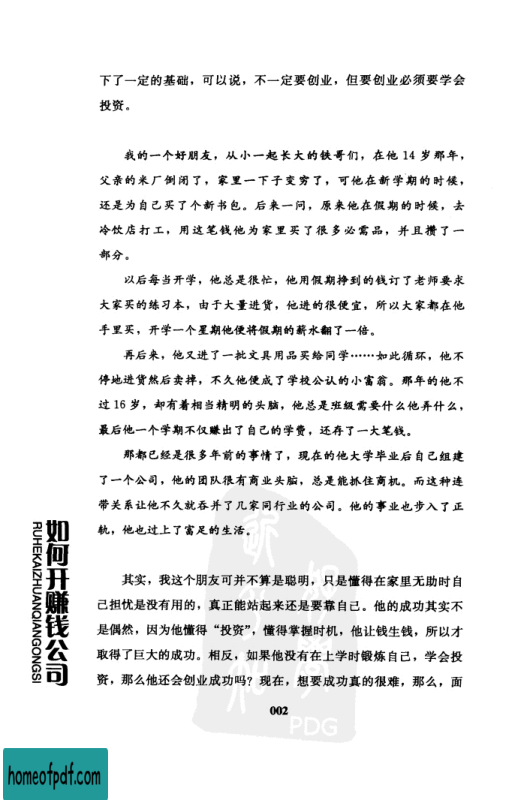 下了一定的基础，可以说，不一定要创业，但要创业必须要学会
投资。
我的一个好朋友，从小一起长大的铁哥们，在他 14 岁那年，
父亲的米厂倒闭了，家里一下子变穷了，可他在新学期的时候，
还是为自己买了个新书包。后来一问，原来他在假期的时候，去
冷饮店打工，用这笔钱他为家里买了很多必需品，并且攒了一
部分。
以后每当开学，他总是很忙，他用假期挣到的钱订了老师要求
大家买的练习本，由于大量进货，他进的很便宜，所以大家都在他
手里买，开学一个星期他便将假期的薪水翻了一倍。
再后来，他又进了一批文具用品买给同学……如此循环，他不
停地进货然后卖掉，不久他便成了学校公认的小富翁。那年的他不
过 16 岁，却有着相当精明的头脑，他总是班级需要什么他弄什么，
最后他一个学期不仅赚出了自己的学费，还存了一大笔钱。
那都已经是很多年前的事情了，现在的他大学毕业后自己组建
了一个公司，他的团队很有商业头脑，总是能抓住商机。而这种连
带关系让他不久就吞并了几家同行业的公司。他的事业也步入了正
轨，他也过上了富足的生活。
其实，我这个朋友可并不算是聪明，只是懂得在家里无助时自
己担忧是没有用的，真正能站起来还是要靠自己。他的成功其实不
是偶然，因为他懂得“投资”，懂得掌握时机，他让钱生钱，所以才
取得了巨大的成功。相反，如果他没有在上学时锻炼自己，学会投
资，那么他还会创业成功吗？现在，想要成功真的很难，那么，面
如何开赚钱公司
RUHEKAIZHUANQIANGONGSI
002
PDG
homeofpdf.com